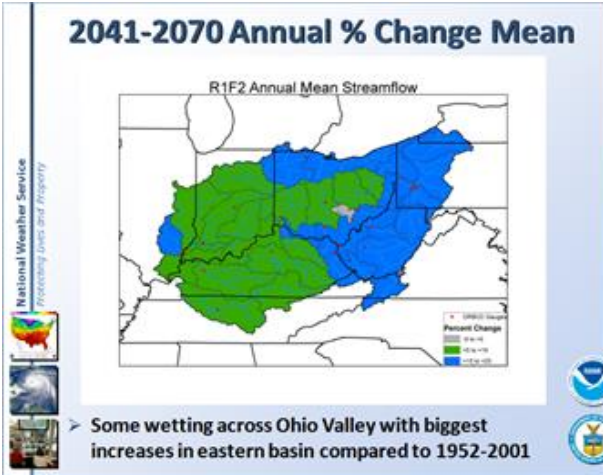 2041-2070 Annual % Change Mean
R1F2 Annual Mean Streamflow
National Weather Service
Protecting Lives and Property
Gauges
Percent Change
➢ Some wetting across Ohio Valley with biggest
increases in eastern basin compared to 1952-2001